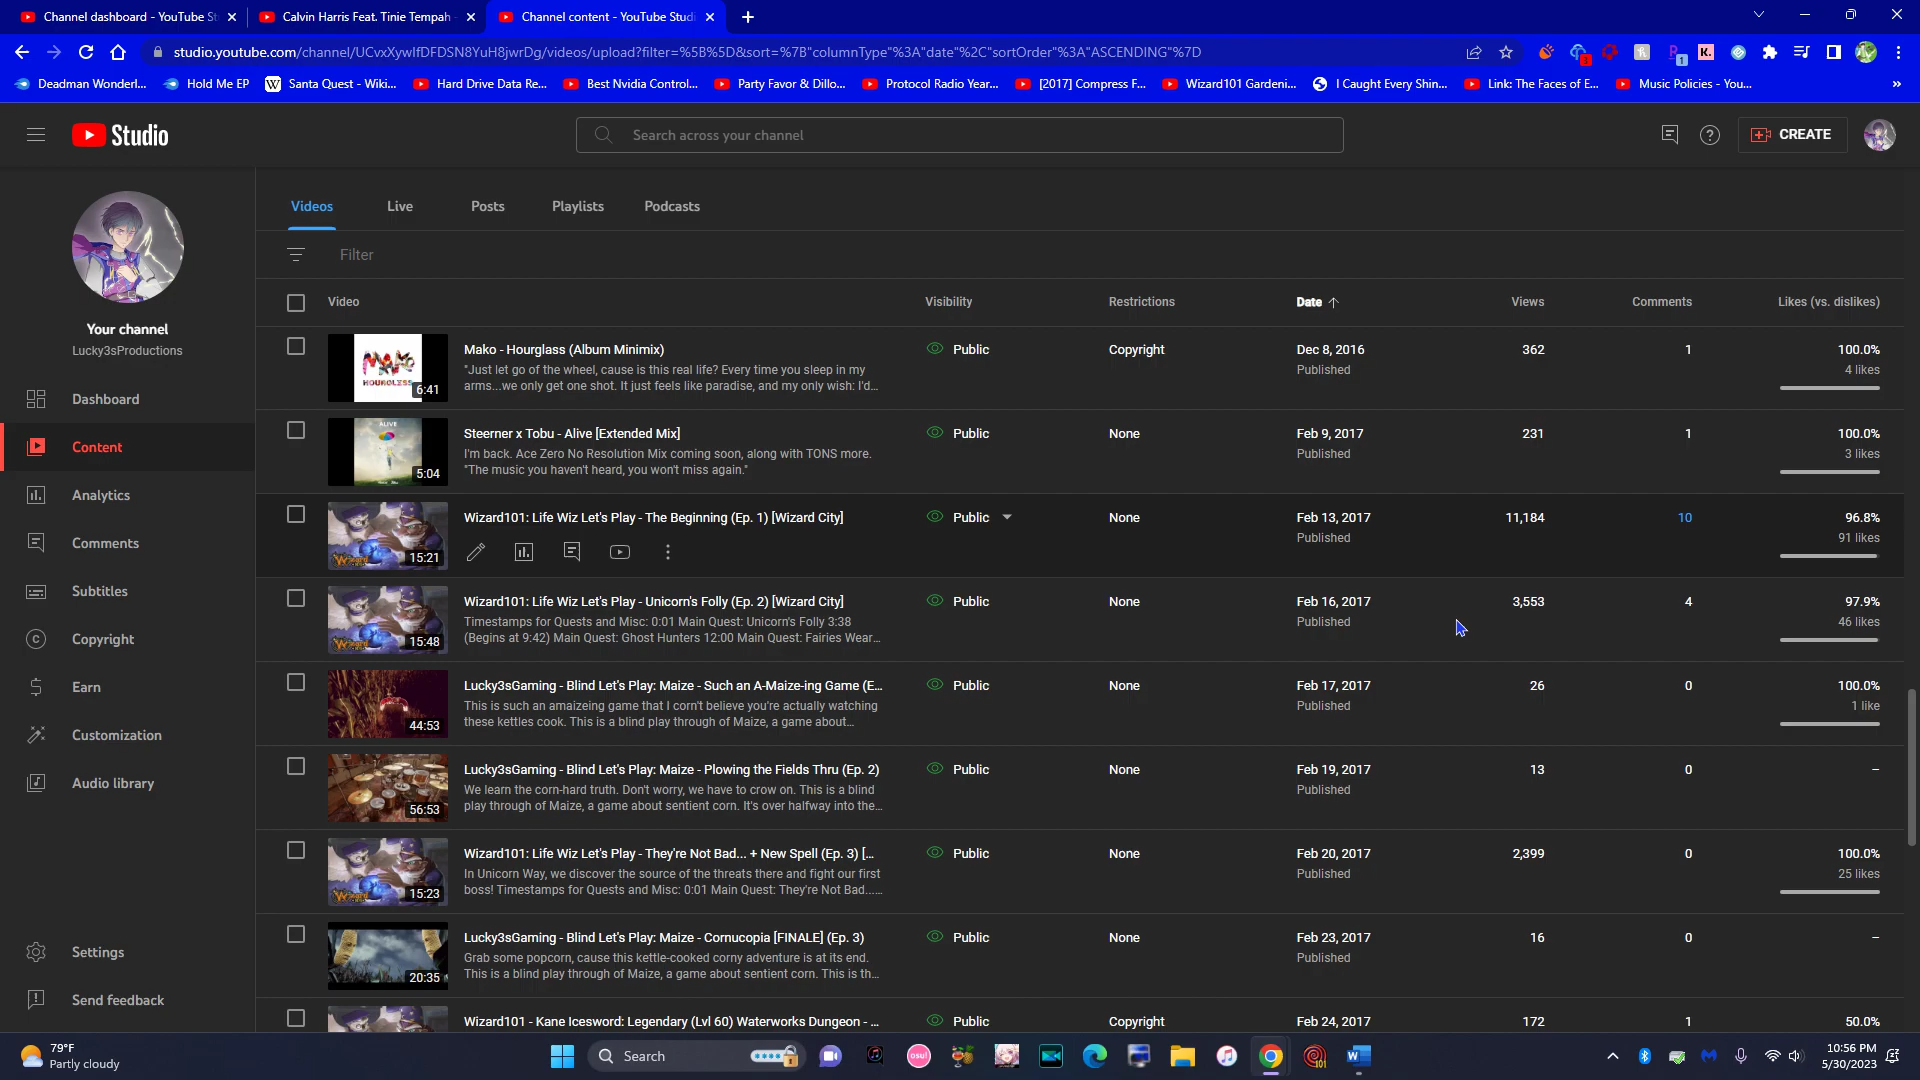 Channel dashboard - YouTube St
Calvin Harris Feat. Tinie Tempah -
Channel content - YouTube Studi
studio.youtube.com/channel/UCvxXywIfDFDSN8YuH8jwrDg/videos/upload?filter=%5B%5D&sort=%7B"columnType"%3A"date"%2C"sortOrder"%3A"ASCENDING"%7D
Deadman Wonderl...
Hold Me EP
Santa Quest - Wiki...
Hard Drive Data Re...
Best Nvidia Control...
Party Favor & Dillo...
Protocol Radio Year...
[2017] Compress F...
Wizard101 Gardeni...
I Caught Every Shin...
Link: The Faces of E...
Music Policies - You...
Studio
Search across your channel
CREATE
Your channel
Lucky3sProductions
Dashboard
Content
Analytics
Comments
Subtitles
Copyright
Earn
Customization
Audio library
Settings
Send feedback
Videos Live Posts Playlists Podcasts
Filter
Video Visibility Restrictions Date Views Comments Likes (vs. dislikes)
Mako - Hourglass (Album Minimix) Public Copyright Dec 8, 2016 362 1 100.0%
"Just let go of the wheel, cause is this real life? Every time you sleep in my Published 4 likes
arms...we only get one shot. It just feels like paradise, and my only wish: I'd...
6:41
Steerner x Tobu - Alive [Extended Mix] Public None Feb 9, 2017 231 1 100.0%
I'm back. Ace Zero No Resolution Mix coming soon, along with TONS more. Published 3 likes
"The music you haven't heard, you won't miss again."
5:04
Wizard101: Life Wiz Let's Play - The Beginning (Ep. 1) [Wizard City] Public None Feb 13, 2017 11,184 10 96.8%
Published 91 likes
15:21
Wizard101: Life Wiz Let's Play - Unicorn's Folly (Ep. 2) [Wizard City] Public None Feb 16, 2017 3,553 4 97.9%
Timestamps for Quests and Misc: 0:01 Main Quest: Unicorn's Folly 3:38 Published 46 likes
(Begins at 9:42) Main Quest: Ghost Hunters 12:00 Main Quest: Fairies Wear...
15:48
Lucky3sGaming - Blind Let's Play: Maize - Such an A-Maize-ing Game (E... Public None Feb 17, 2017 26 0 100.0%
This is such an amaizeing game that I corn't believe you're actually watching Published 1 like
these kettles cook. This is a blind play through of Maize, a game about...
44:53
Lucky3sGaming - Blind Let's Play: Maize - Plowing the Fields Thru (Ep. 2) Public None Feb 19, 2017 13 0 –
We learn the corn-hard truth. Don't worry, we have to crow on. This is a blind Published
play through of Maize, a game about sentient corn. It's over halfway into the...
56:53
Wizard101: Life Wiz Let's Play - They're Not Bad... + New Spell (Ep. 3) [... Public None Feb 20, 2017 2,399 0 100.0%
In Unicorn Way, we discover the source of the threats there and fight our first Published 25 likes
boss! Timestamps for Quests and Misc: 0:01 Main Quest: They're Not Bad.....
15:23
Lucky3sGaming - Blind Let's Play: Maize - Cornucopia [FINALE] (Ep. 3) Public None Feb 23, 2017 16 0 –
Grab some popcorn, cause this kettle-cooked corny adventure is at its end. Published
This is a blind play through of Maize, a game about sentient corn. This is th...
20:35
Wizard101 - Kane Icesword: Legendary (Lvl 60) Waterworks Dungeon - ... Public Copyright Feb 24, 2017 172 1 50.0%
79°F
Partly cloudy
Search
10:56 PM
5/30/2023